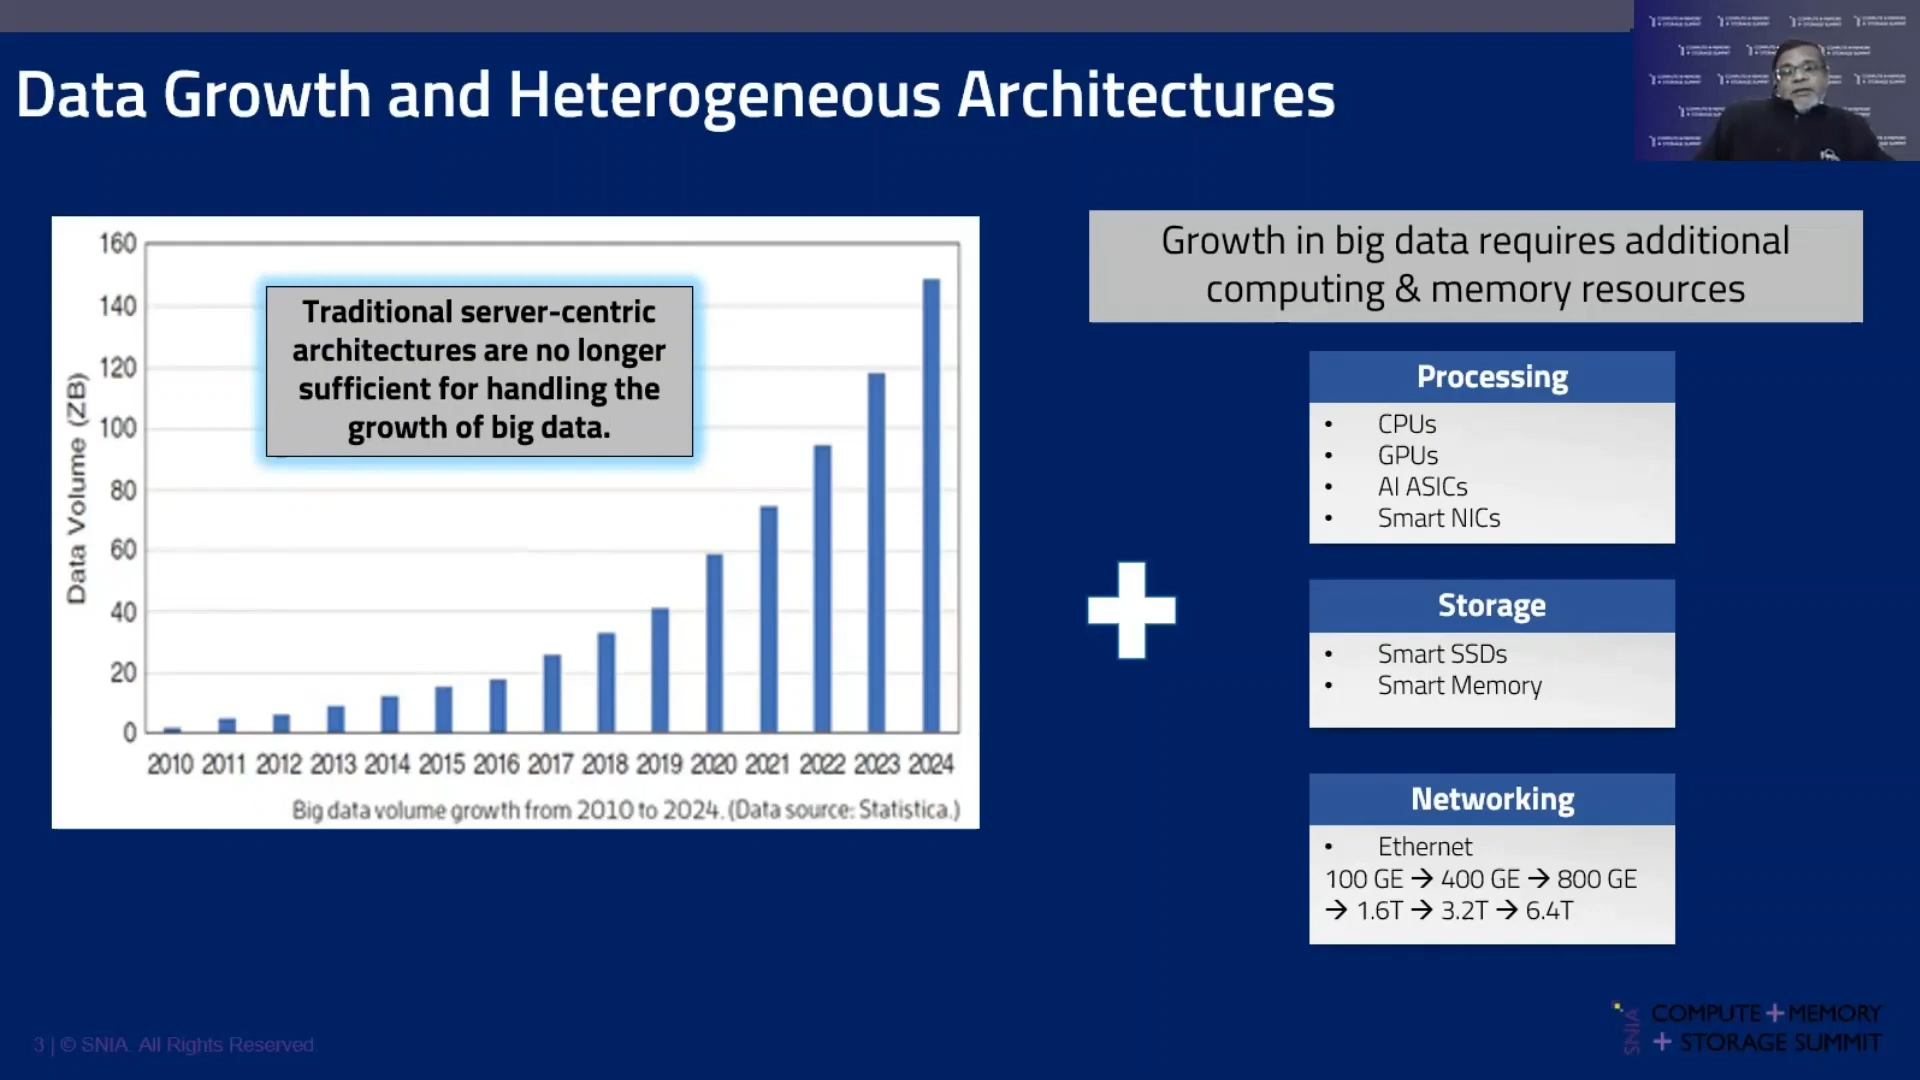 Data Growth and Heterogeneous Architectures
160
140
120
100
80
60
40
20
0
Data Volume (ZB)
Traditional server-centric
architectures are no longer
sufficient for handling the
growth of big data.
2010 2011 2012 2013 2014 2015 2016 2017 2018 2019 2020 2021 2022 2023 2024
Big data volume growth from 2010 to 2024. (Data source: Statistica.)
Growth in big data requires additional
computing & memory resources
Processing
• CPUs
• GPUs
• AI ASICs
• Smart NICs
Storage
• Smart SSDs
• Smart Memory
Networking
• Ethernet
100 GE → 400 GE → 800 GE
→ 1.6T → 3.2T → 6.4T
3 | © SNIA. All Rights Reserved.
SNIA
COMPUTE + MEMORY
+ STORAGE SUMMIT